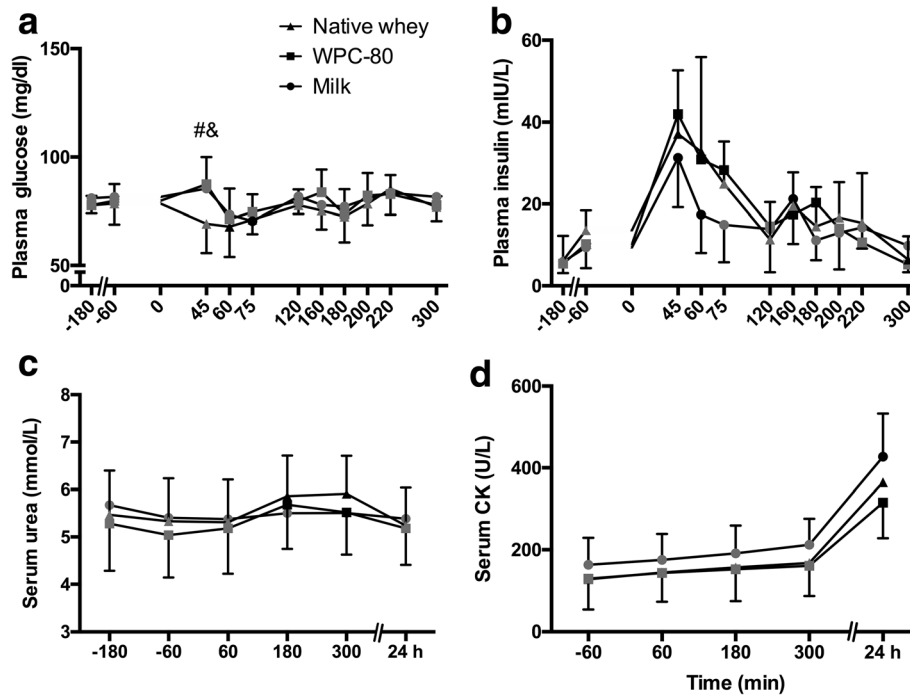 a
Native whey
WPC-80
Milk
#&
Plasma glucose (mg/dl)
150
100
50
0
-180 -60 0 45 60 75 120 160 180 200 220 300
b
Plasma insulin (mIU/L)
60
40
20
0
-180 -60 0 45 60 75 120 160 180 200 220 300
c
Serum urea (mmol/L)
8
7
6
5
4
3
-180 -60 60 180 300 24 h
d
Serum CK (U/L)
600
400
200
0
-60 60 180 300 24 h
Time (min)